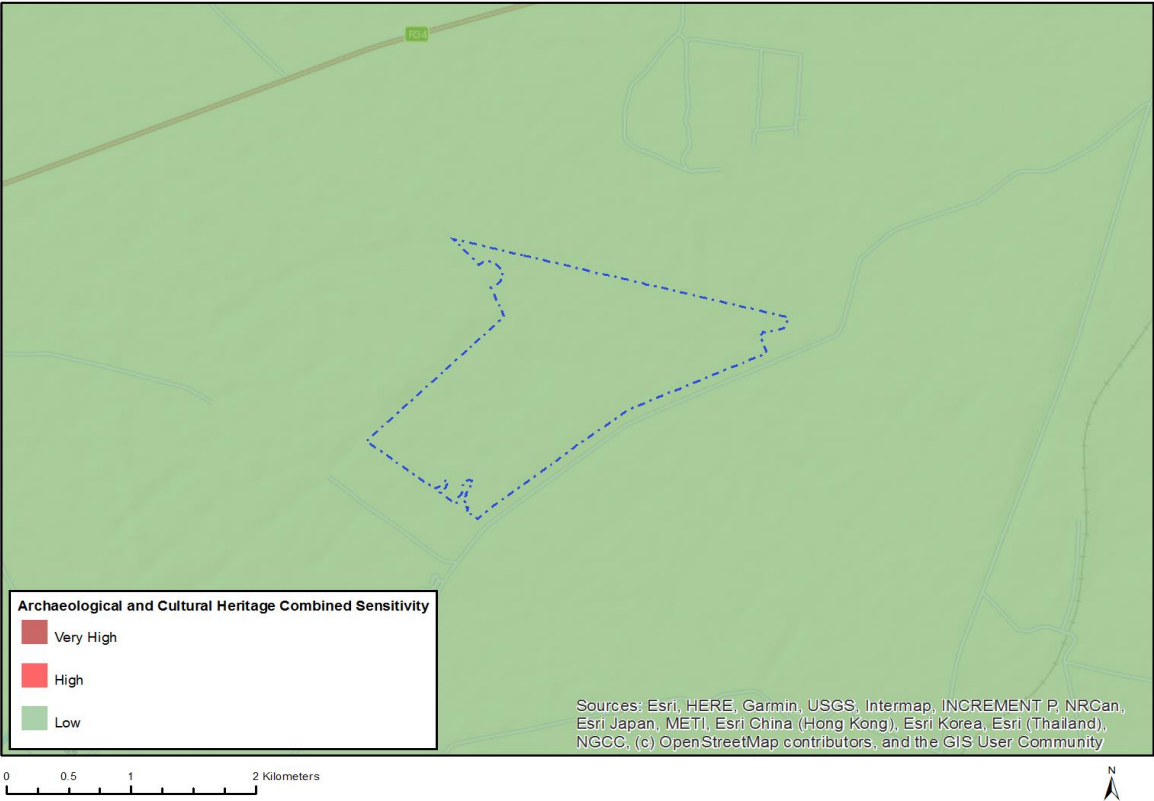 R34
Archaeological and Cultural Heritage Combined Sensitivity
Very High
High
Low
Sources: Esri, HERE, Garmin, USGS, Intermap, INCREMENT P, NRCan,
Esri Japan, METI, Esri China (Hong Kong), Esri Korea, Esri (Thailand),
NGCC, (c) OpenStreetMap contributors, and the GIS User Community
0 0.5 1 2 Kilometers
N